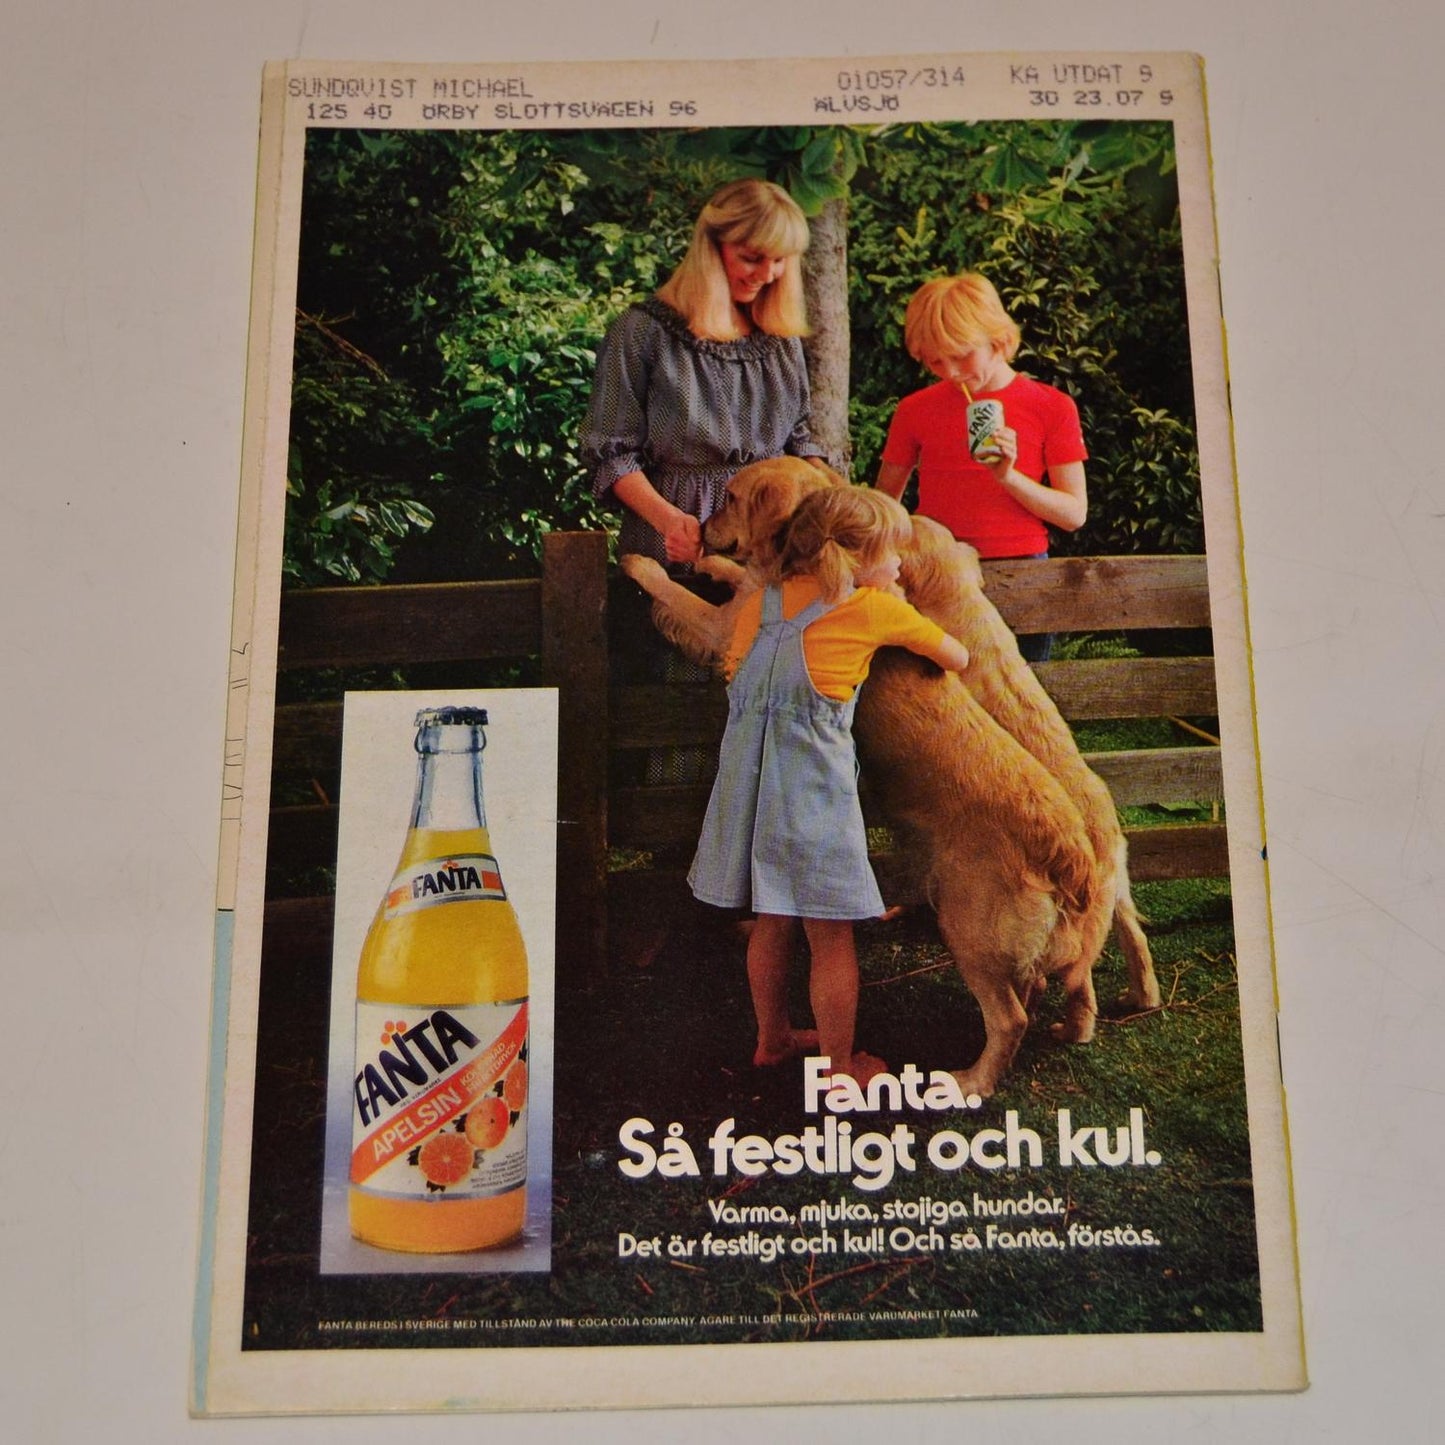 SUNDQVIST MICHAEL 01057/314 KA UTDAT 9
125 40 ÖRBY SLOTTSVÄGEN 96 ÄLVSJÖ 30 23.07 9
FANTA
FANTA
FANTA
APELSIN
Fanta.
Så festligt och kul.
Varma, mjuka, stojiga hundar.
Det är festligt och kul! Och så Fanta, förstås.
FANTA BEREDS I SVERIGE MED TILLSTÅND AV THE COCA COLA COMPANY. ÄGARE TILL DET REGISTRERADE VARUMÄRKET FANTA